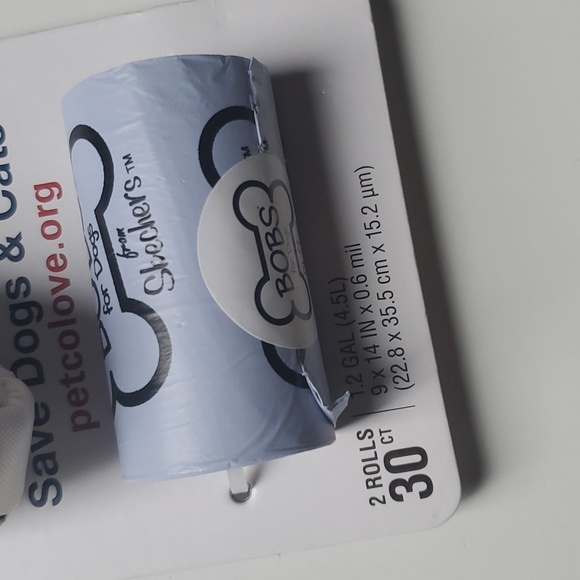 Save Dogs & Cats
petcolove.org
for Dogs
from
Skechers™
BOBS
1.2 GAL (4.5L)
9 x 14 IN x 0.6 mil
(22.8 x 35.5 cm x 15.2 µm)
2 ROLLS
30 CT